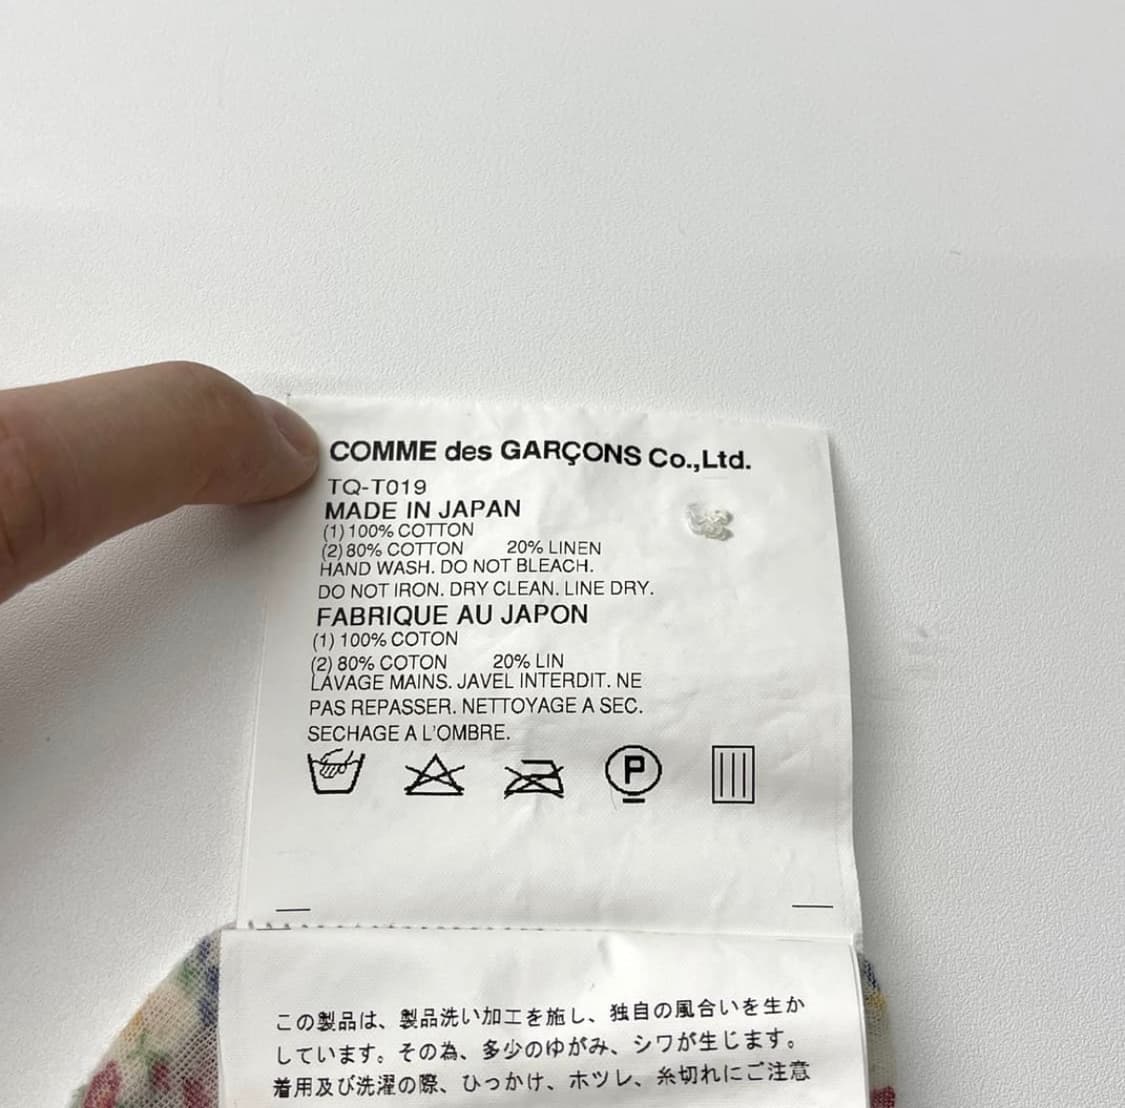 COMME des GARÇONS Co.,Ltd.
TQ-T019
MADE IN JAPAN
(1) 100% COTTON
(2) 80% COTTON 20% LINEN
HAND WASH. DO NOT BLEACH.
DO NOT IRON. DRY CLEAN. LINE DRY.
FABRIQUE AU JAPON
(1) 100% COTON
(2) 80% COTON 20% LIN
LAVAGE MAINS. JAVEL INTERDIT. NE
PAS REPASSER. NETTOYAGE A SEC.
SECHAGE A L'OMBRE.
P
この製品は、製品洗い加工を施し、独自の風合いを生か
しています。その為、多少のゆがみ、シワが生じます。
着用及び洗濯の際、ひっかけ、ホツレ、糸切れにご注意